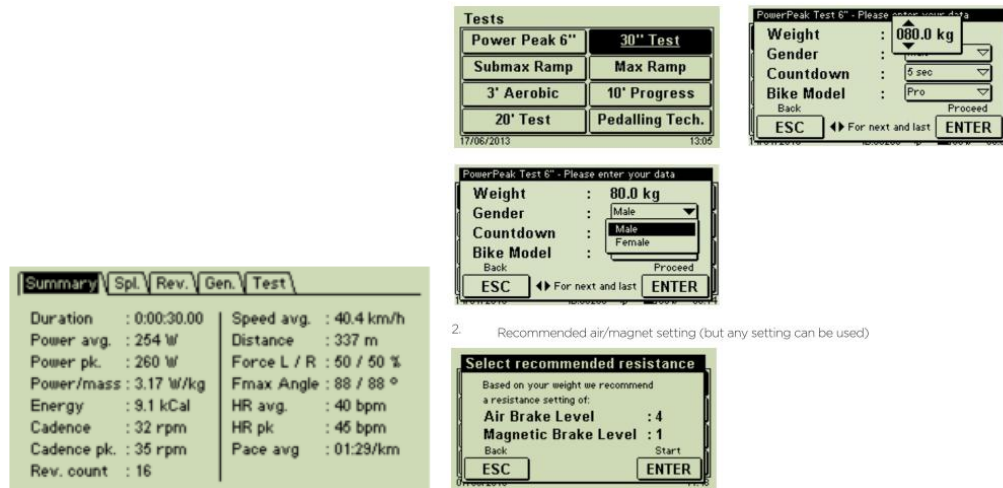 Tests
Power Peak 6" 30" Test
Submax Ramp Max Ramp
3' Aerobic 10' Progress
20' Test Pedalling Tech.
17/06/2013 13:05
PowerPeak Test 6" - Please enter your data
Weight : 080.0 kg
Gender :
Countdown : 5 sec
Bike Model : Pro
Back Proceed
ESC For next and last ENTER
PowerPeak Test 6" - Please enter your data
Weight : 80.0 kg
Gender : Male
Countdown : Male
Female
Bike Model :
Back Proceed
ESC For next and last ENTER
2. Recommended air/magnet setting (but any setting can be used)
Select recommended resistance
Based on your weight we recommend
a resistance setting of:
Air Brake Level : 4
Magnetic Brake Level : 1
Back Start
ESC ENTER
Summary Spl. Rev. Gen. Test
Duration : 0:00:30.00 Speed avg. : 40.4 km/h
Power avg. : 254 W Distance : 337 m
Power pk. : 260 W Force L / R : 50 / 50 %
Power/mass : 3.17 W/kg Fmax Angle : 88 / 88 °
Energy : 9.1 kCal HR avg. : 40 bpm
Cadence : 32 rpm HR pk : 45 bpm
Cadence pk. : 35 rpm Pace avg : 01:29/km
Rev. count : 16